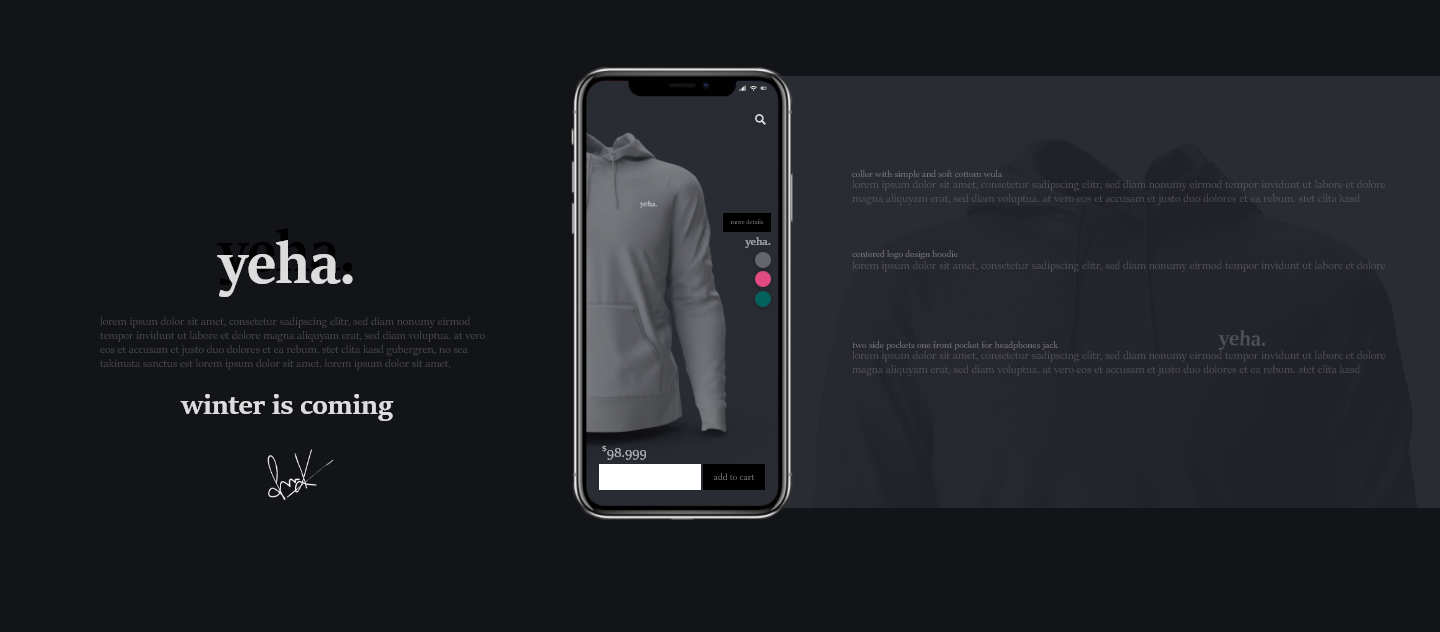 yeha.
lorem ipsum dolor sit amet, consetetur sadipscing elitr, sed diam nonumy eirmod
tempor invidunt ut labore et dolore magna aliquyam erat, sed diam voluptua. at vero
eos et accusam et justo duo dolores et ea rebum. stet clita kasd gubergren, no sea
takimata sanctus est lorem ipsum dolor sit amet. lorem ipsum dolor sit amet,
winter is coming
yeha.
more details
yeha.
$98.999
add to cart
coller with simple and soft cottom wula
lorem ipsum dolor sit amet, consetetur sadipscing elitr, sed diam nonumy eirmod tempor invidunt ut labore et dolore
magna aliquyam erat, sed diam voluptua. at vero eos et accusam et justo duo dolores et ea rebum. stet clita kasd
centered logo design hoodie
lorem ipsum dolor sit amet, consetetur sadipscing elitr, sed diam nonumy eirmod tempor invidunt ut labore et dolore
yeha.
two side pockets one front pocket for headphones jack
lorem ipsum dolor sit amet, consetetur sadipscing elitr, sed diam nonumy eirmod tempor invidunt ut labore et dolore
magna aliquyam erat, sed diam voluptua. at vero eos et accusam et justo duo dolores et ea rebum. stet clita kasd